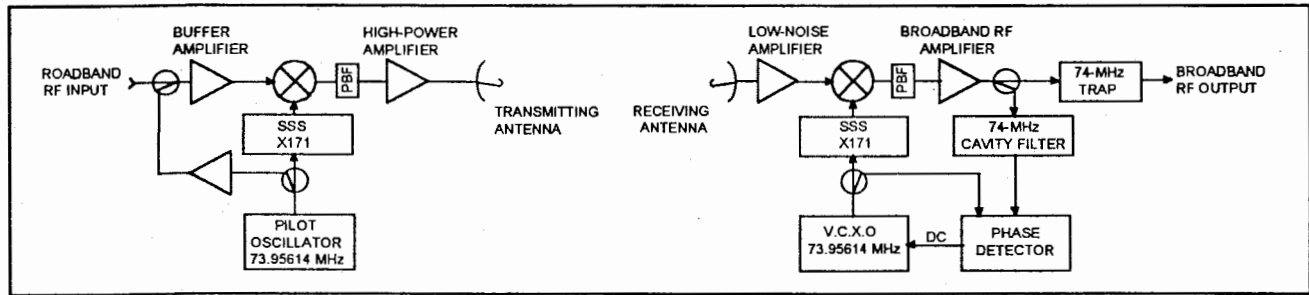 BUFFER
AMPLIFIER
HIGH-POWER
AMPLIFIER
ROADBAND
RF INPUT
PBF
SSS
X171
TRANSMITTING
ANTENNA
PILOT
OSCILLATOR
73.95614 MHz
LOW-NOISE
AMPLIFIER
BROADBAND RF
AMPLIFIER
RECEIVING
ANTENNA
PBF
74-MHz
TRAP
BROADBAND
RF OUTPUT
SSS
X171
74-MHz
CAVITY FILTER
V.C.X.O
73.95614 MHz
DC
PHASE
DETECTOR